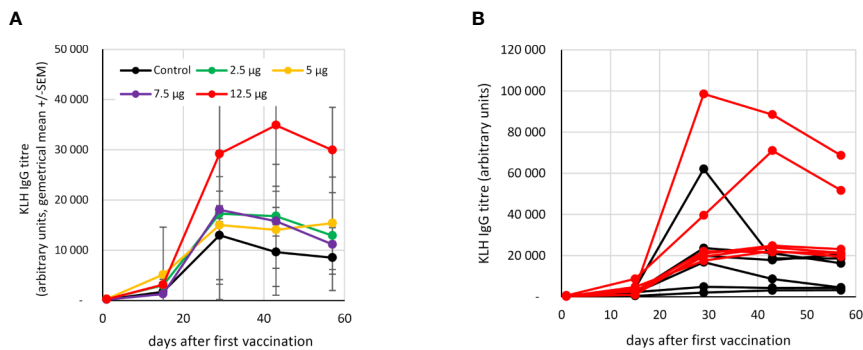 A
KLH IgG titre
(arbitrary units, gemetrical mean +/-SEM)
50 000
40 000
30 000
20 000
10 000
-
Control
2.5 µg
5 µg
7.5 µg
12.5 µg
0
20
40
60
days after first vaccination
B
KLH IgG titre (arbitrary units)
120 000
100 000
80 000
60 000
40 000
20 000
-
0
10
20
30
40
50
60
days after first vaccination